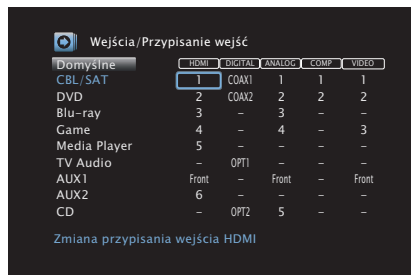 Wejścia/Przypisanie wejść
Domyślne HDMI DIGITAL ANALOG COMP VIDEO
CBL/SAT 1 COAX1 1 1 1
DVD 2 COAX2 2 2 2
Blu-ray 3 – 3 – –
Game 4 – 4 – 3
Media Player 5 – – – –
TV Audio – OPT1 – – –
AUX1 Front – Front – Front
AUX2 6 – – – –
CD – OPT2 5 – –
Zmiana przypisania wejścia HDMI